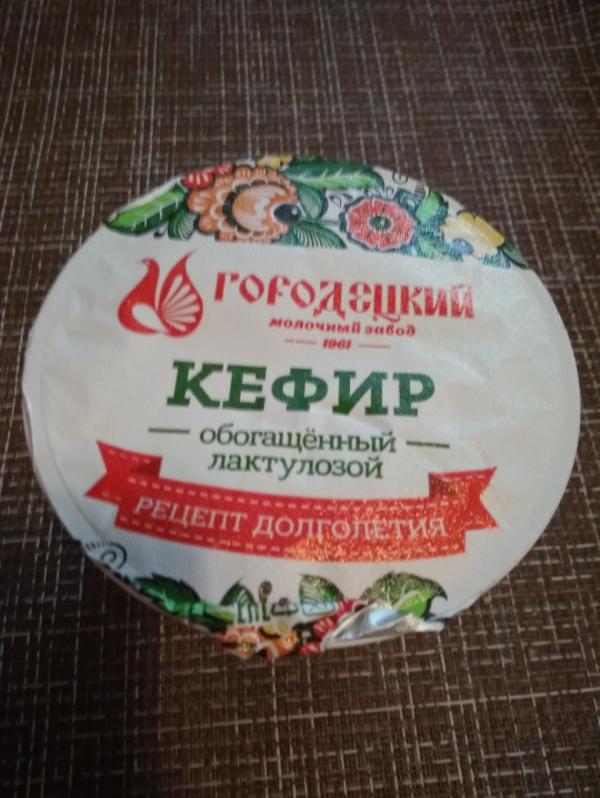 ГОРОДЕЦКИЙ
молочный завод
1961
КЕФИР
обогащённый
лактулозой
РЕЦЕПТ ДОЛГОЛЕТИЯ